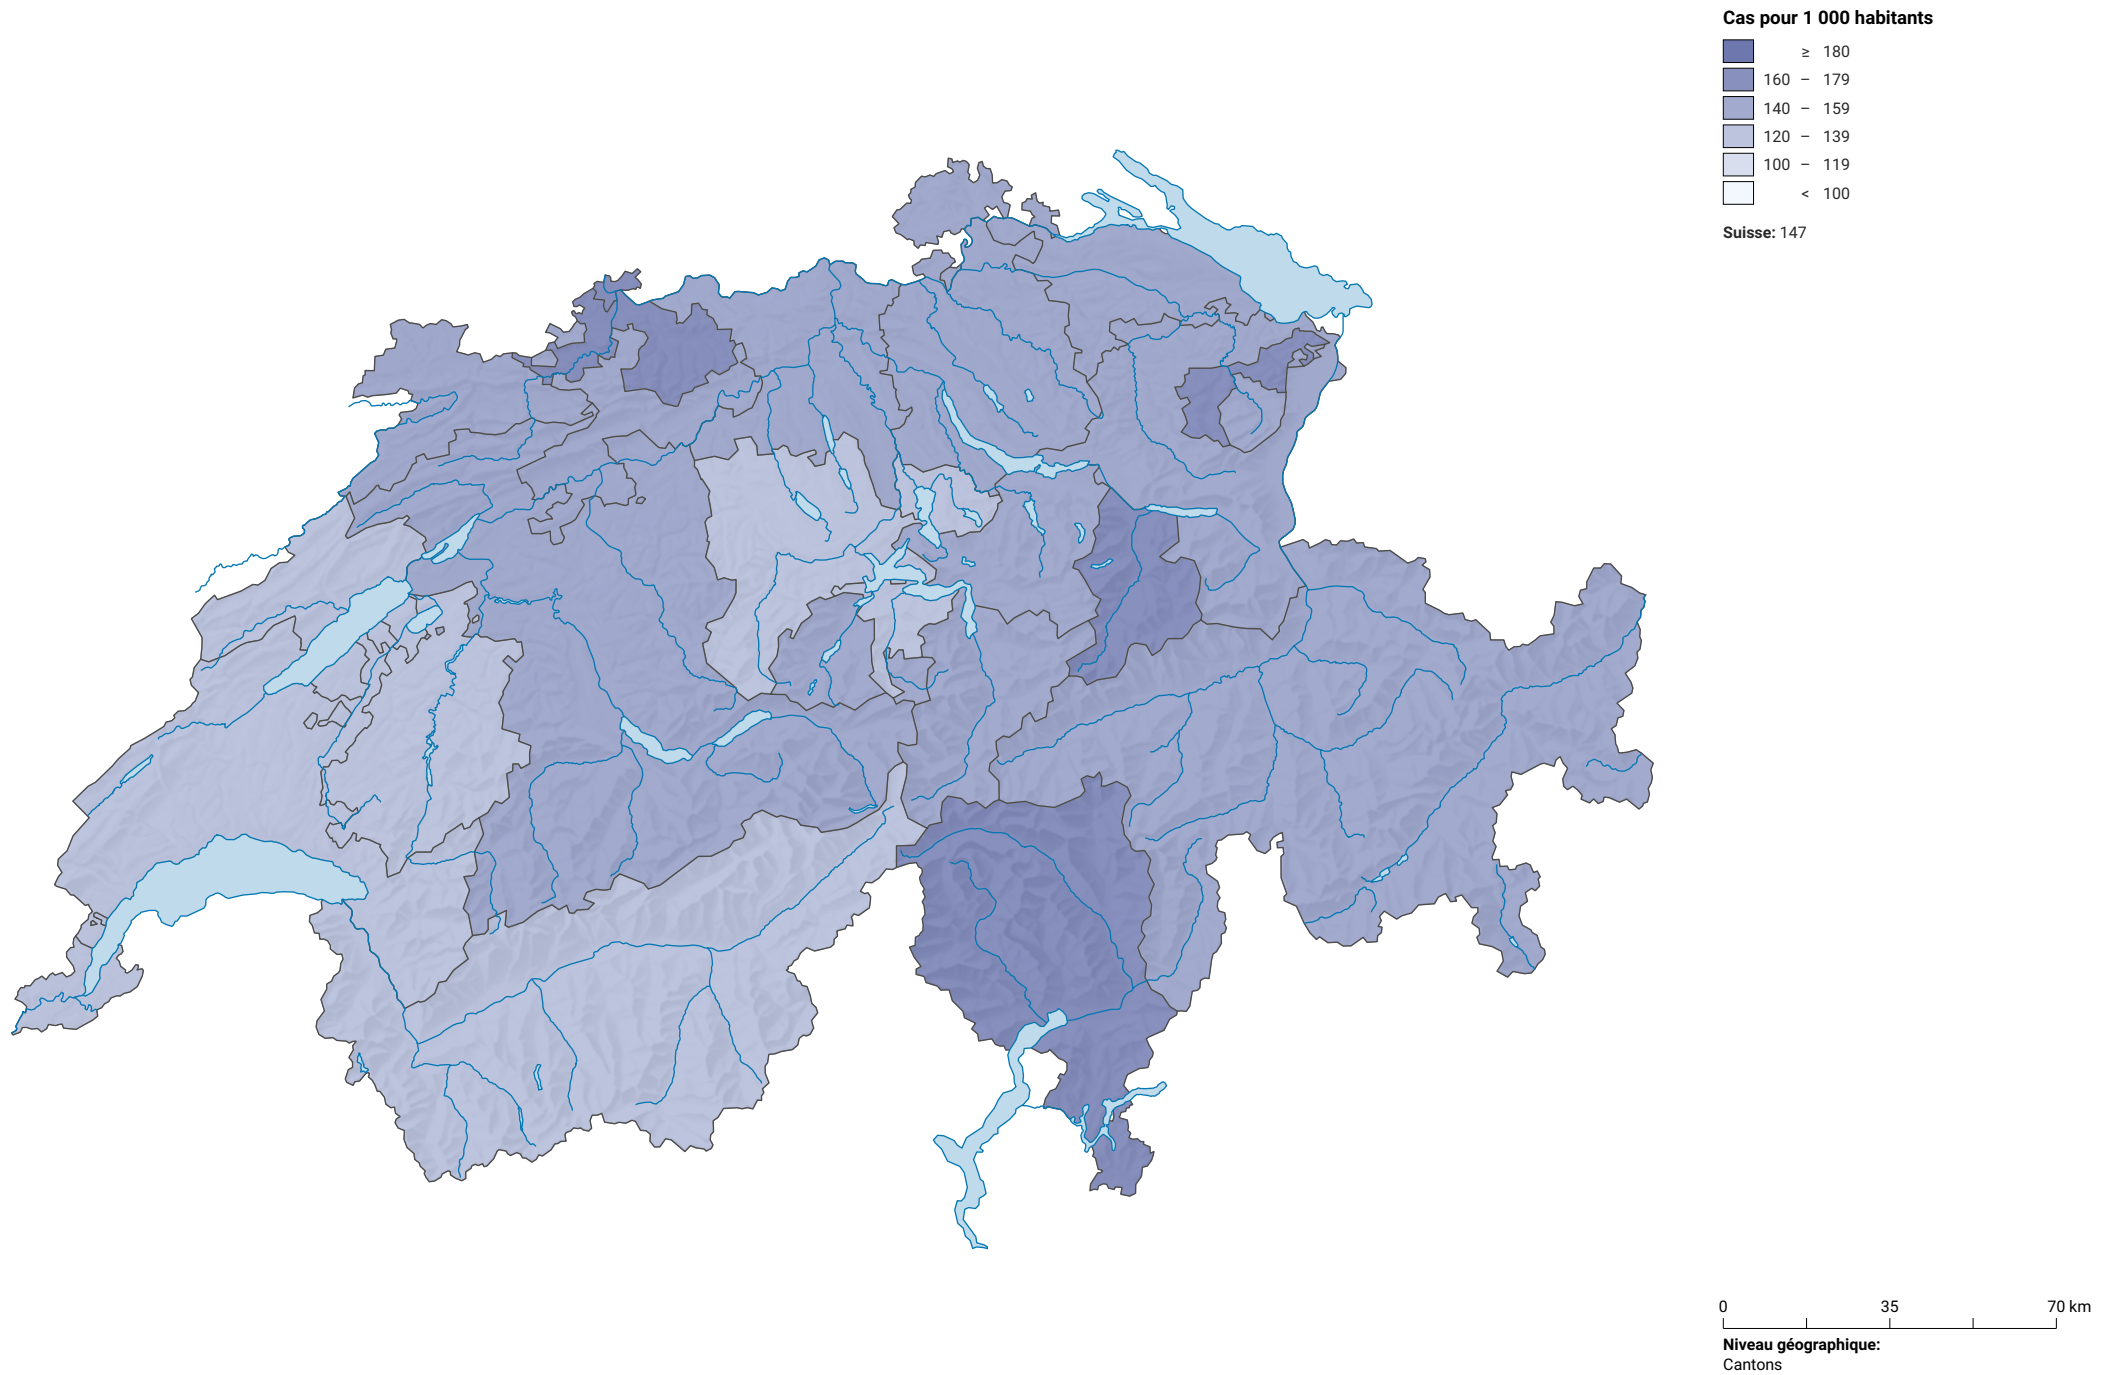 Cas pour 1 000 habitants
≥ 180
160 – 179
140 – 159
120 – 139
100 – 119
< 100
Suisse: 147
0 35 70 km
Niveau géographique:
Cantons